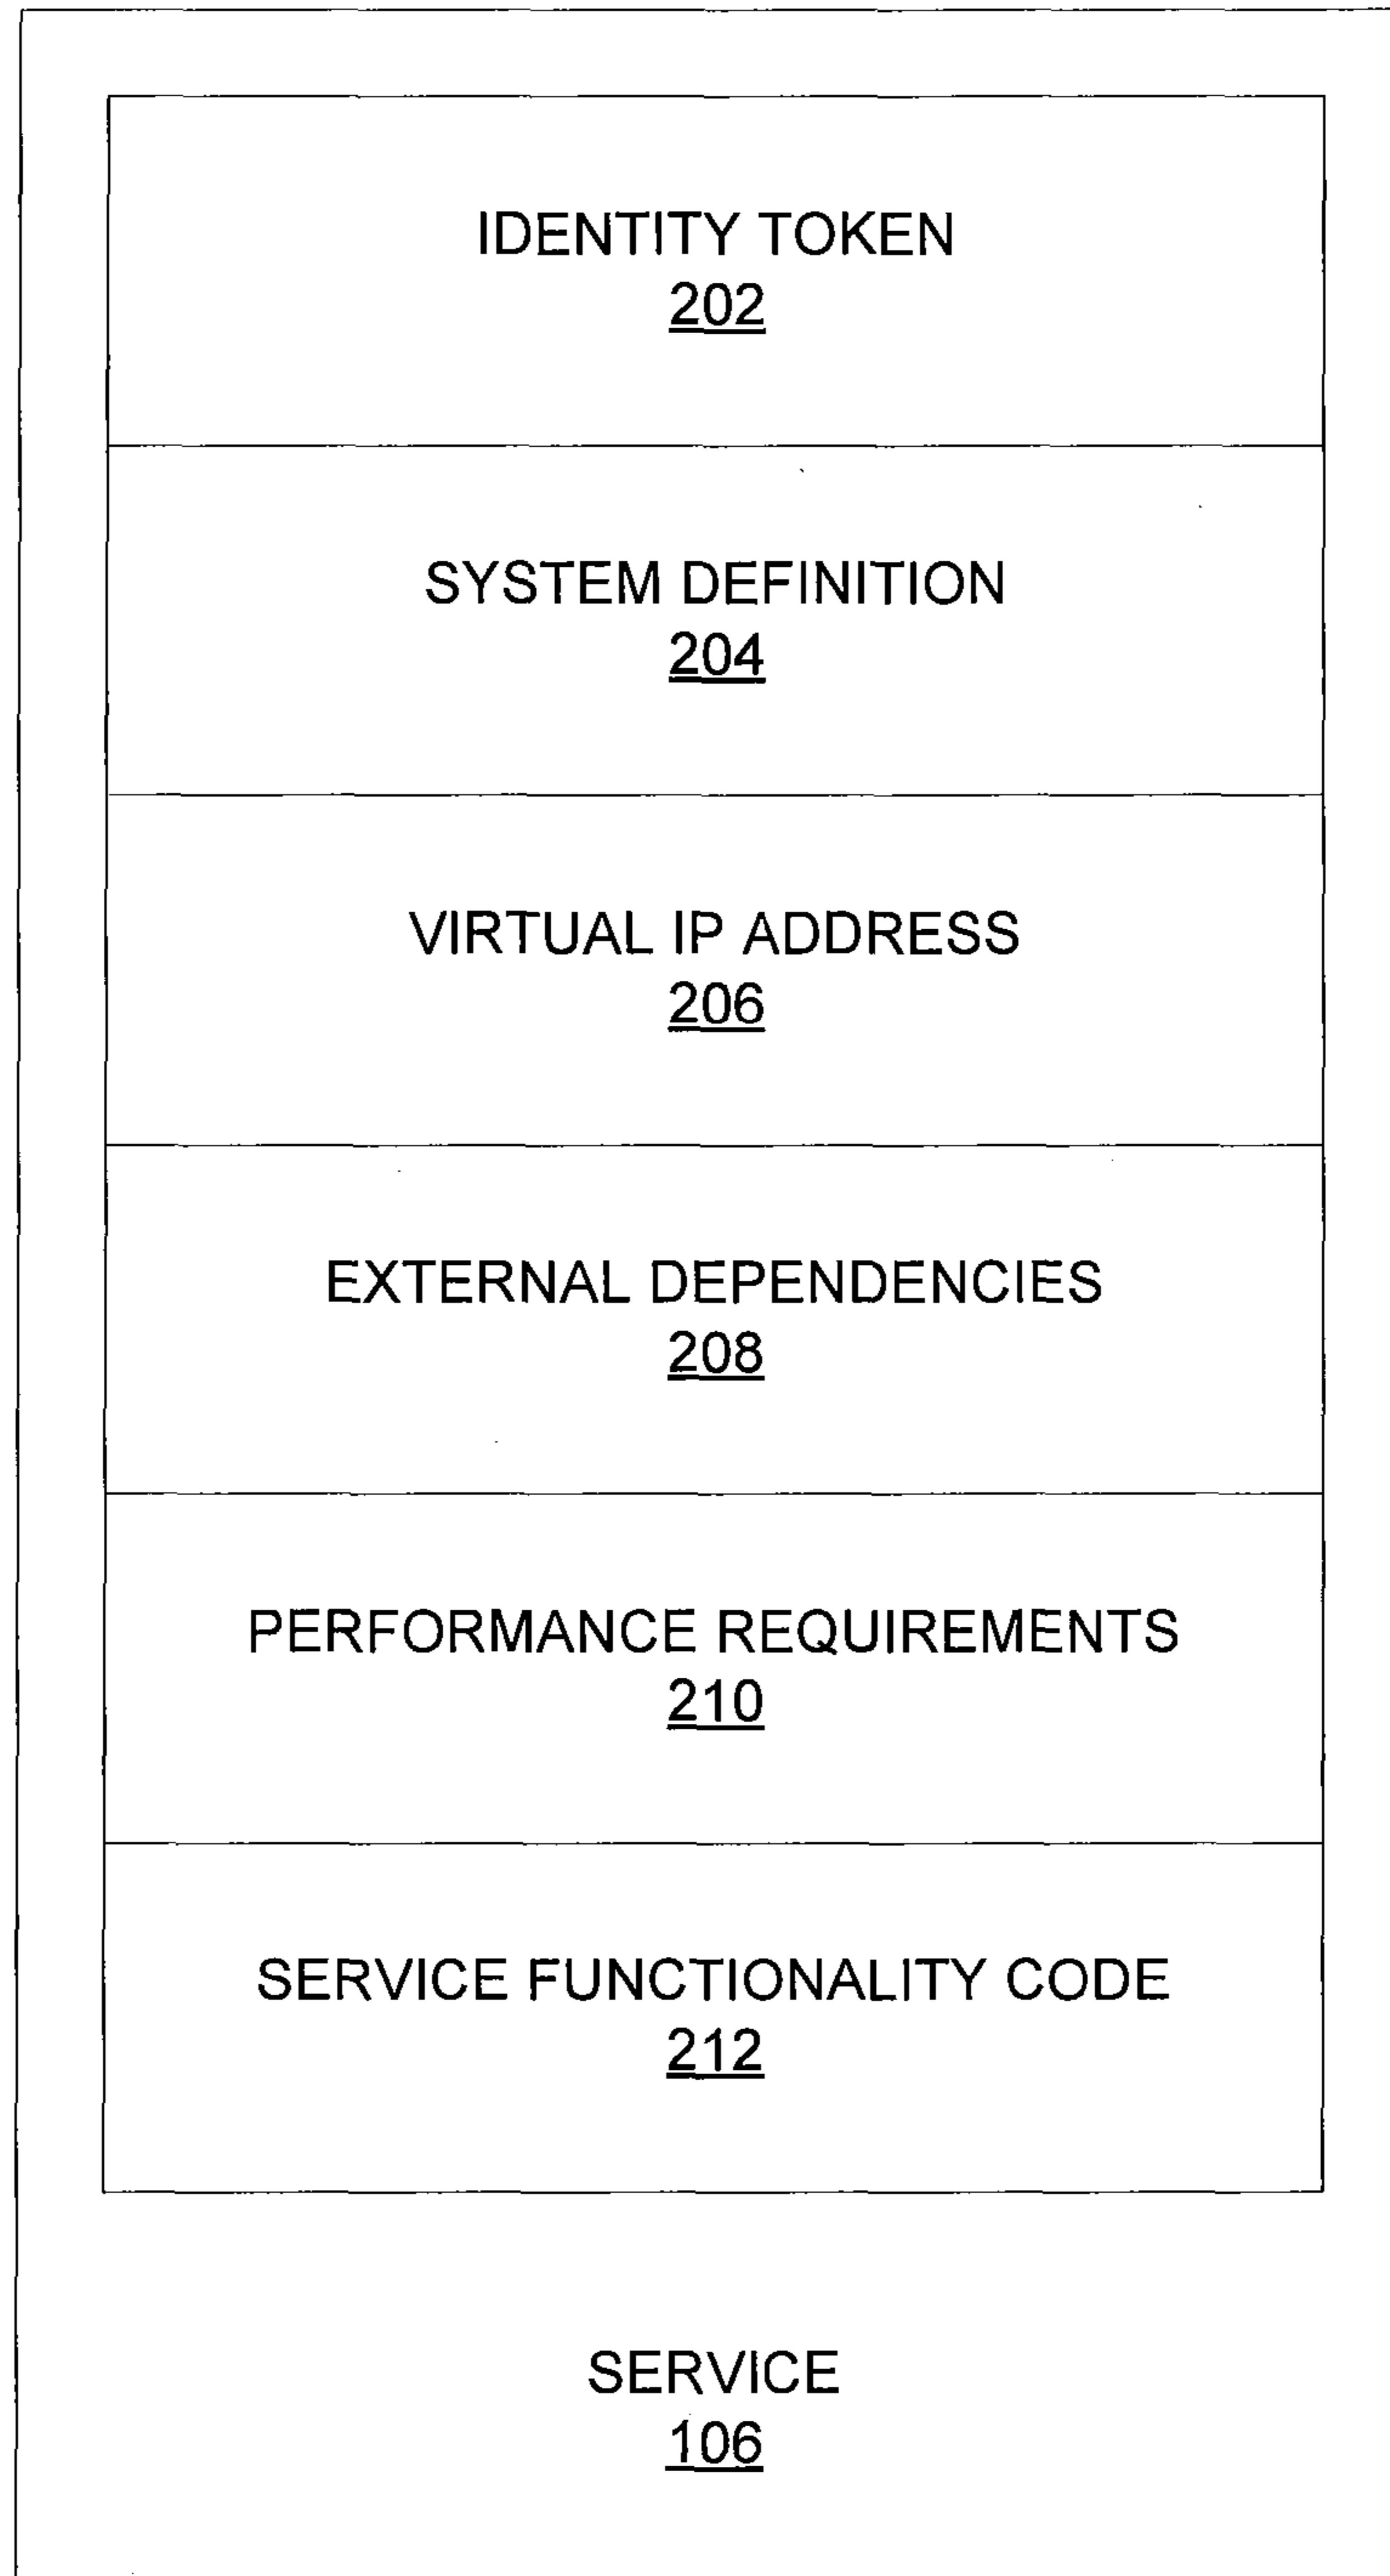 IDENTITY TOKEN
202
SYSTEM DEFINITION
204
VIRTUAL IP ADDRESS
206
EXTERNAL DEPENDENCIES
208
PERFORMANCE REQUIREMENTS
210
SERVICE FUNCTIONALITY CODE
212
SERVICE
106